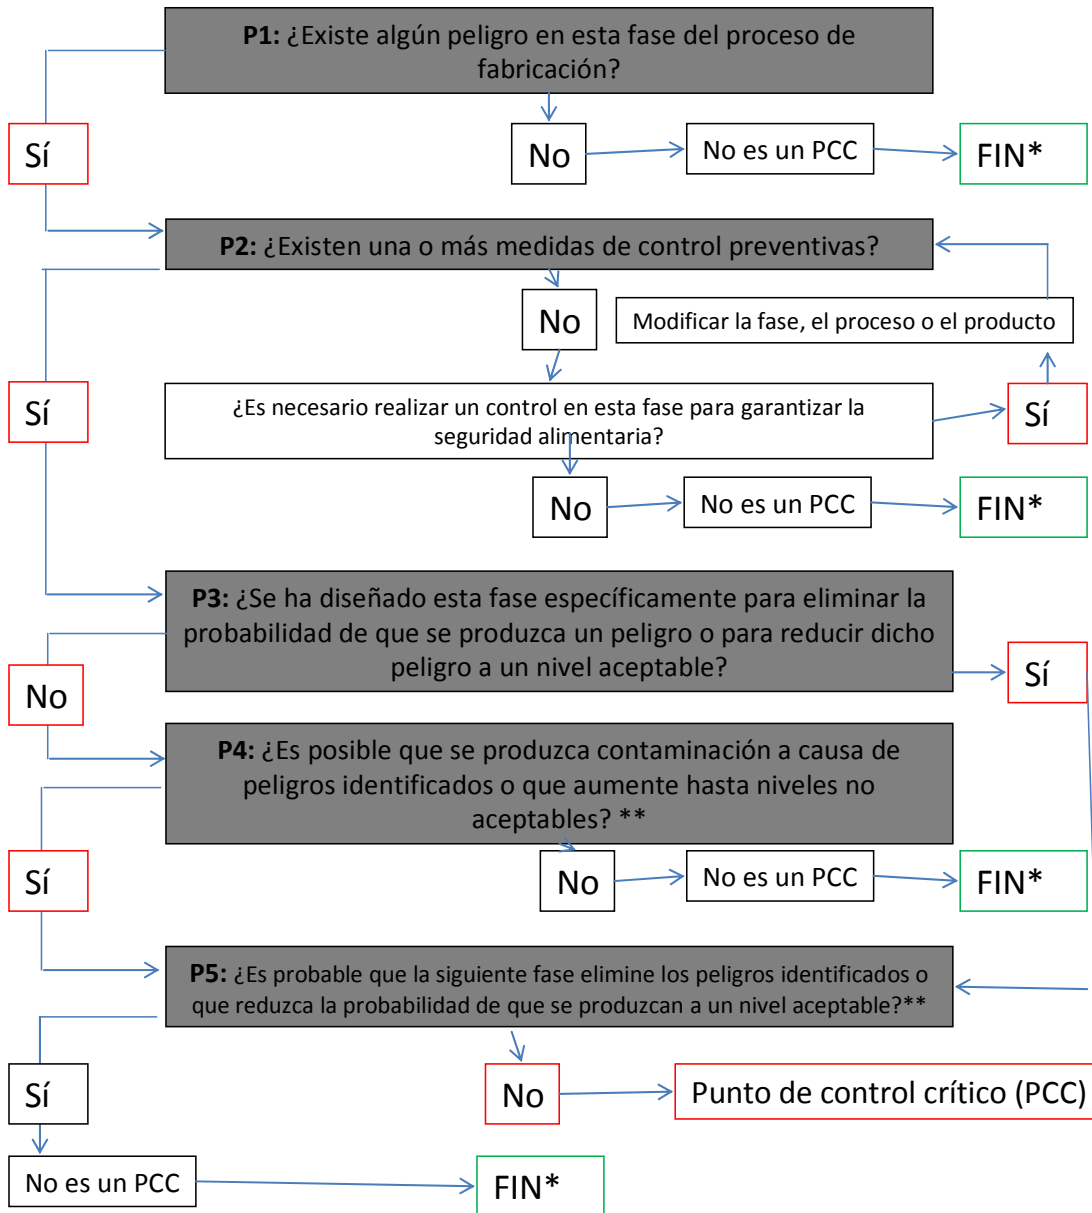 P1: ¿Existe algún peligro en esta fase del proceso de
fabricación?
Sí
No
No es un PCC
FIN*
P2: ¿Existen una o más medidas de control preventivas?
No
Modificar la fase, el proceso o el producto
Sí
¿Es necesario realizar un control en esta fase para garantizar la
seguridad alimentaria?
Sí
No
No es un PCC
FIN*
P3: ¿Se ha diseñado esta fase específicamente para eliminar la
probabilidad de que se produzca un peligro o para reducir dicho
peligro a un nivel aceptable?
Sí
No
P4: ¿Es posible que se produzca contaminación a causa de
peligros identificados o que aumente hasta niveles no
aceptables? **
Sí
No
No es un PCC
FIN*
P5: ¿Es probable que la siguiente fase elimine los peligros identificados o
que reduzca la probabilidad de que se produzcan a un nivel aceptable?**
Sí
No
Punto de control crítico (PCC)
No es un PCC
FIN*